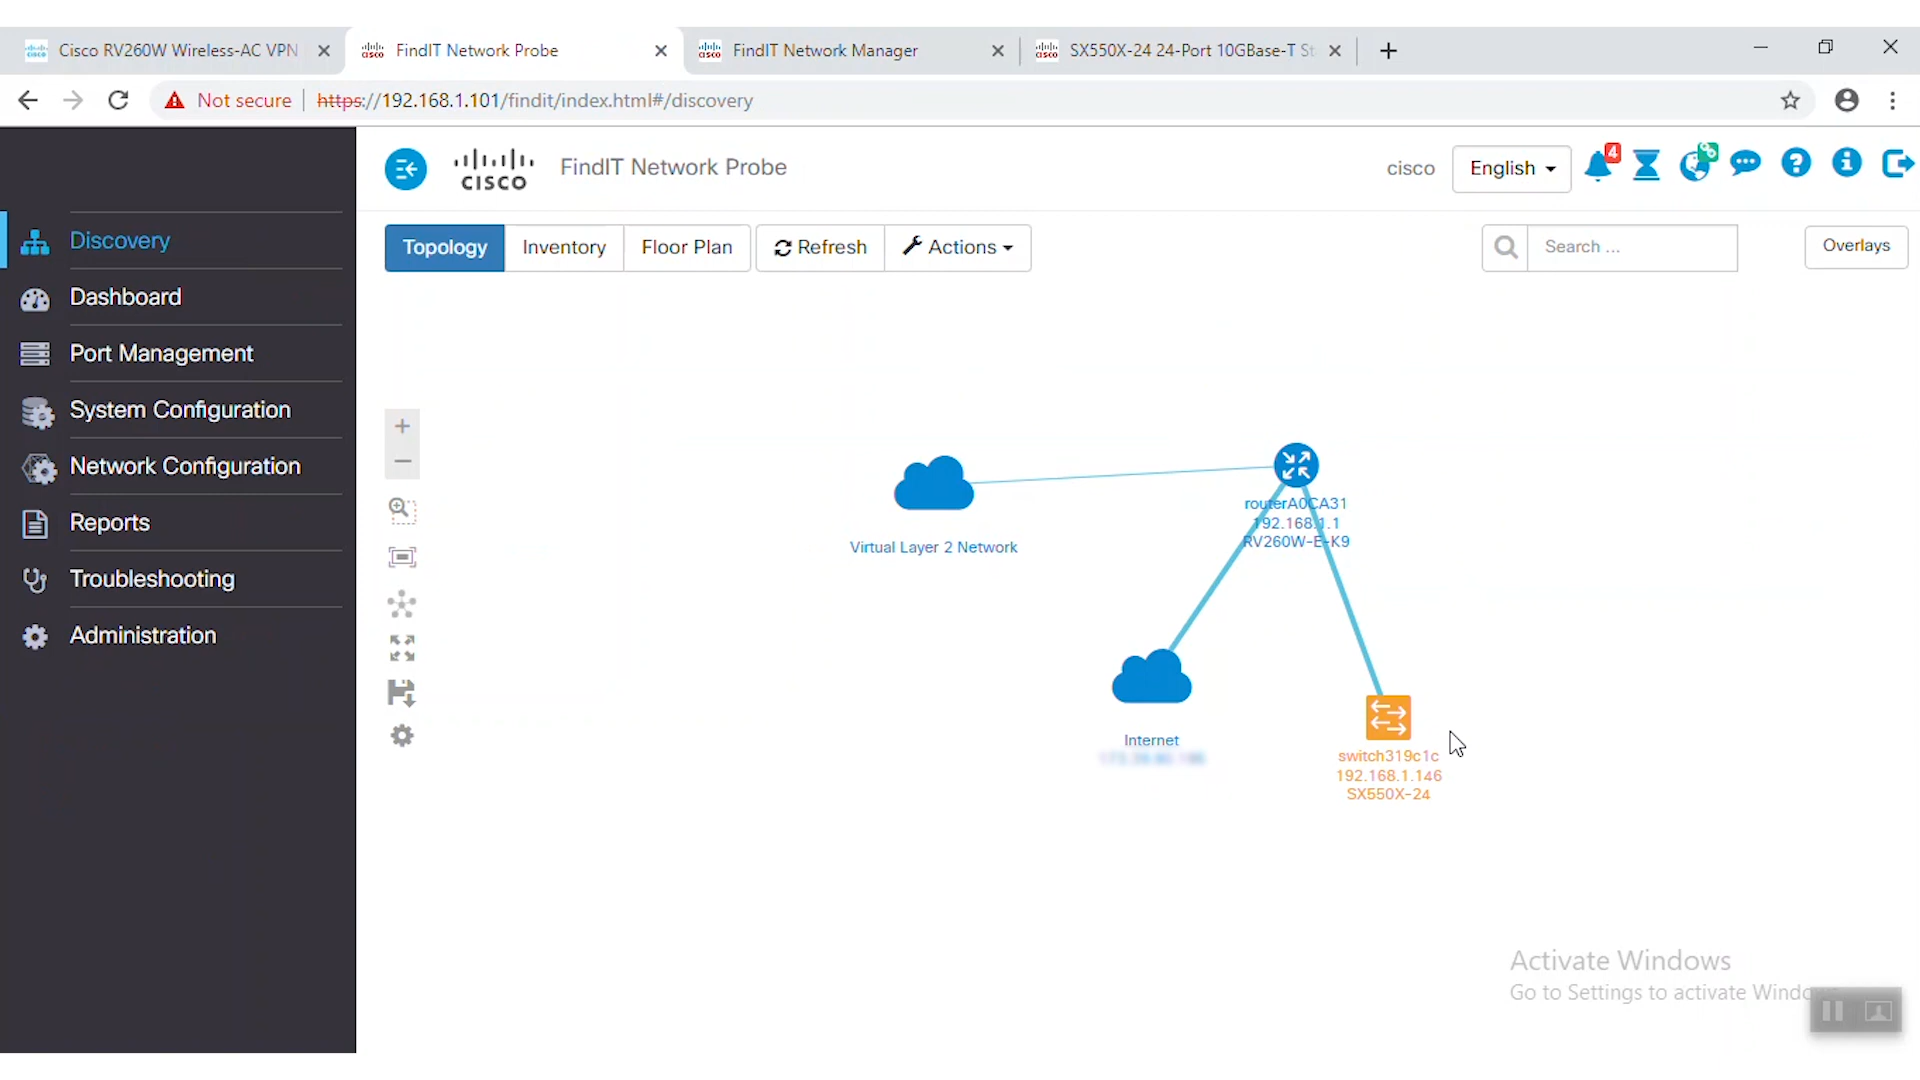 Cisco RV260W Wireless-AC VPN
FindIT Network Probe
FindIT Network Manager
SX550X-24 24-Port 10GBase-T St
Not secure
https://192.168.1.101/findit/index.html#/discovery
CISCO
FindIT Network Probe
cisco
English
4
Topology
Inventory
Floor Plan
Refresh
Actions
Search ...
Overlays
Discovery
Dashboard
Port Management
System Configuration
Network Configuration
Reports
Troubleshooting
Administration
Virtual Layer 2 Network
routerA0CA31
192.168.1.1
RV260W-E-K9
Internet
switch319c1c
192.168.1.146
SX550X-24
Activate Windows
Go to Settings to activate Windo